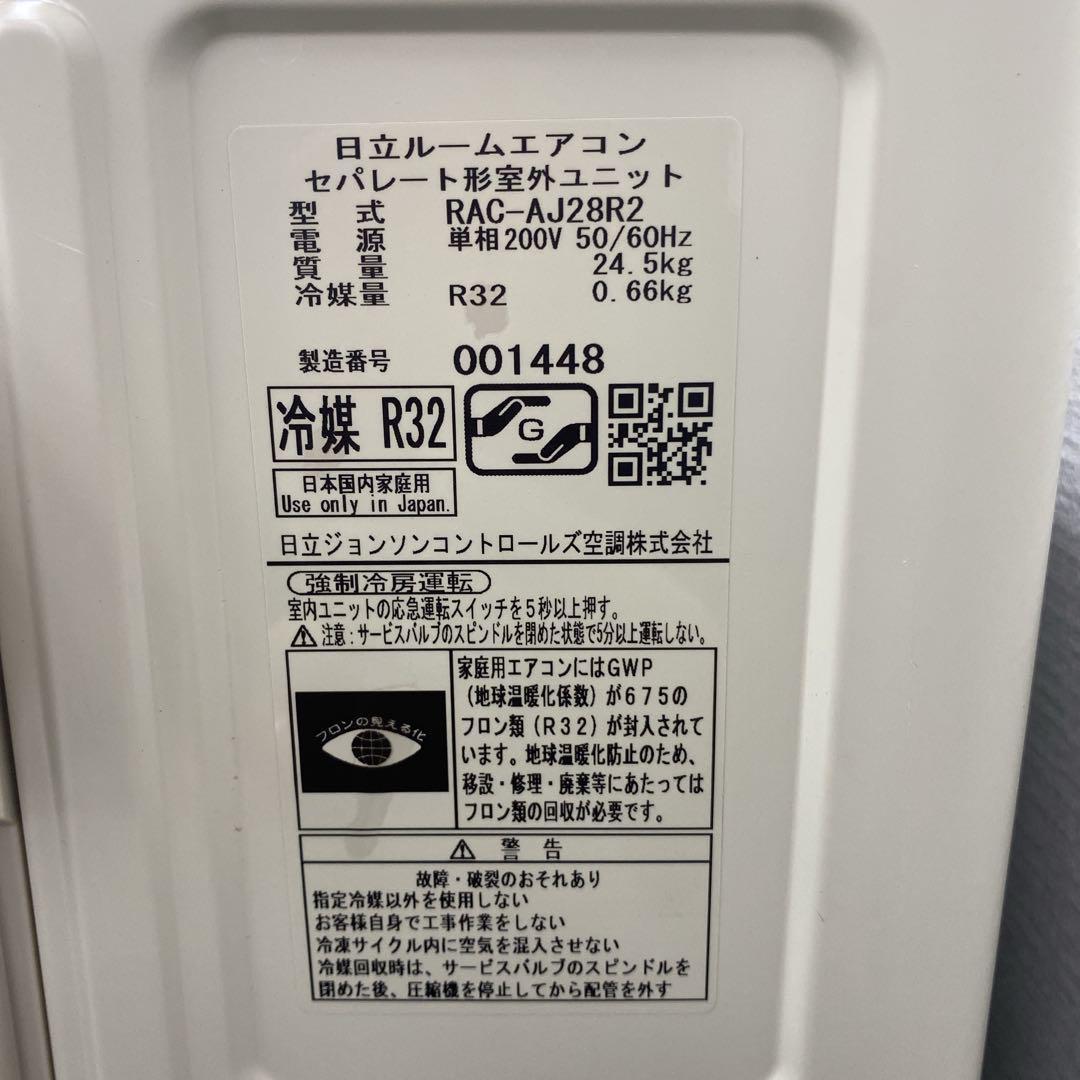 日立ルームエアコン
セパレート形室外ユニット
型 式 RAC-AJ28R2
電 源 単相200V 50/60Hz
質 量 24.5kg
冷媒量 R32 0.66kg
製造番号 001448
冷媒 R32
G
日本国内家庭用
Use only in Japan.
日立ジョンソンコントロールズ空調株式会社
強制冷房運転
室内ユニットの応急運転スイッチを5秒以上押す。
⚠ 注意:サービスバルブのスピンドルを閉めた状態で5分以上運転しない。
フロンの見える化
家庭用エアコンにはGWP
(地球温暖化係数)が675の
フロン類(R32)が封入されて
います。地球温暖化防止のため、
移設・修理・廃棄等にあたっては
フロン類の回収が必要です。
⚠ 警 告
故障・破裂のおそれあり
指定冷媒以外を使用しない
お客様自身で工事作業をしない
冷凍サイクル内に空気を混入させない
冷媒回収時は、サービスバルブのスピンドルを
閉めた後、圧縮機を停止してから配管を外す